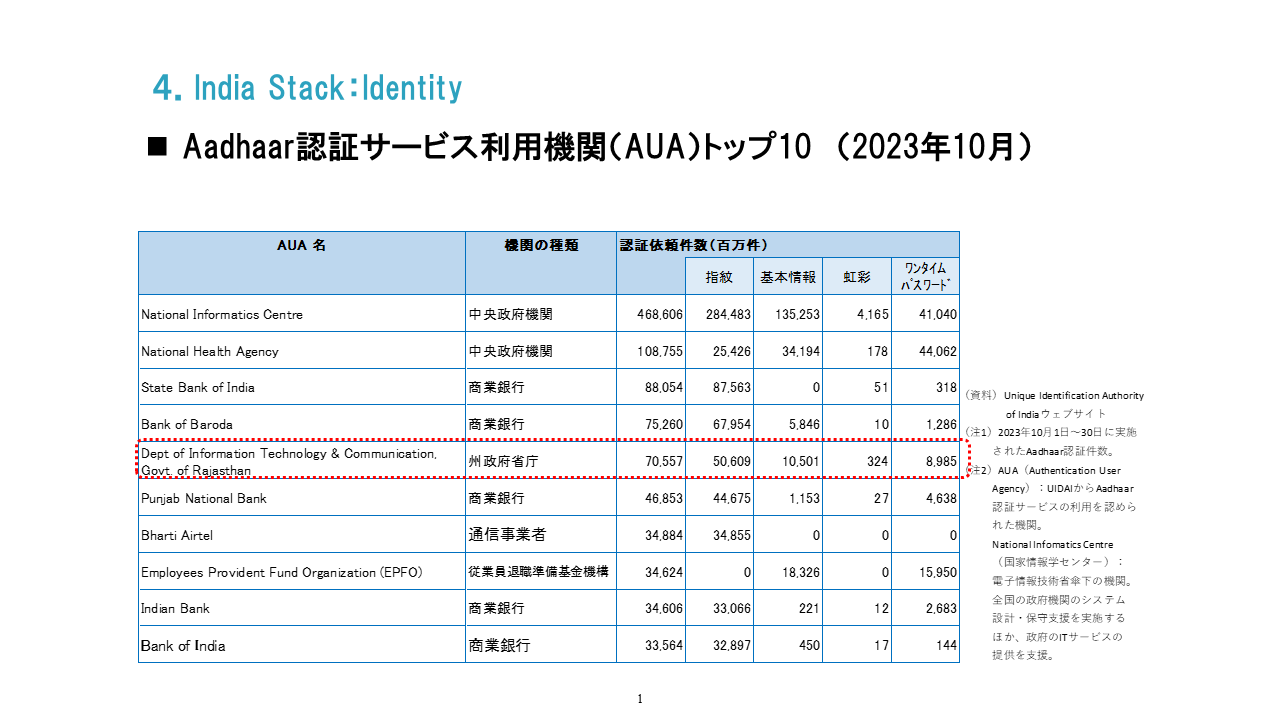 4. India Stack：Identity
■ Aadhaar認証サービス利用機関（AUA）トップ10 （2023年10月）
AUA 名 機関の種類 認証依頼件数（百万件）
指紋 基本情報 虹彩 ﾜﾝﾀｲﾑ
ﾊﾟｽﾜｰﾄﾞ
National Informatics Centre 中央政府機関 468,606 284,483 135,253 4,165 41,040
National Health Agency 中央政府機関 108,755 25,426 34,194 178 44,062
State Bank of India 商業銀行 88,054 87,563 0 51 318
Bank of Baroda 商業銀行 75,260 67,954 5,846 10 1,286
Dept of Information Technology & Communication,
Govt. of Rajasthan 州政府省庁 70,557 50,609 10,501 324 8,985
Punjab National Bank 商業銀行 46,853 44,675 1,153 27 4,638
Bharti Airtel 通信事業者 34,884 34,855 0 0 0
Employees Provident Fund Organization (EPFO) 従業員退職準備基金機構 34,624 0 18,326 0 15,950
Indian Bank 商業銀行 34,606 33,066 221 12 2,683
Bank of India 商業銀行 33,564 32,897 450 17 144
（資料）Unique Identification Authority
of Indiaウェブサイト
（注1）2023年10月1日～30日に実施
されたAadhaar認証件数。
（注2）AUA（Authentication User
Agency）：UIDAIからAadhaar
認証サービスの利用を認めら
れた機関。
National Infomatics Centre
（国家情報学センター）：
電子情報技術省傘下の機関。
全国の政府機関のシステム
設計・保守支援を実施する
ほか、政府のITサービスの
提供を支援。
1